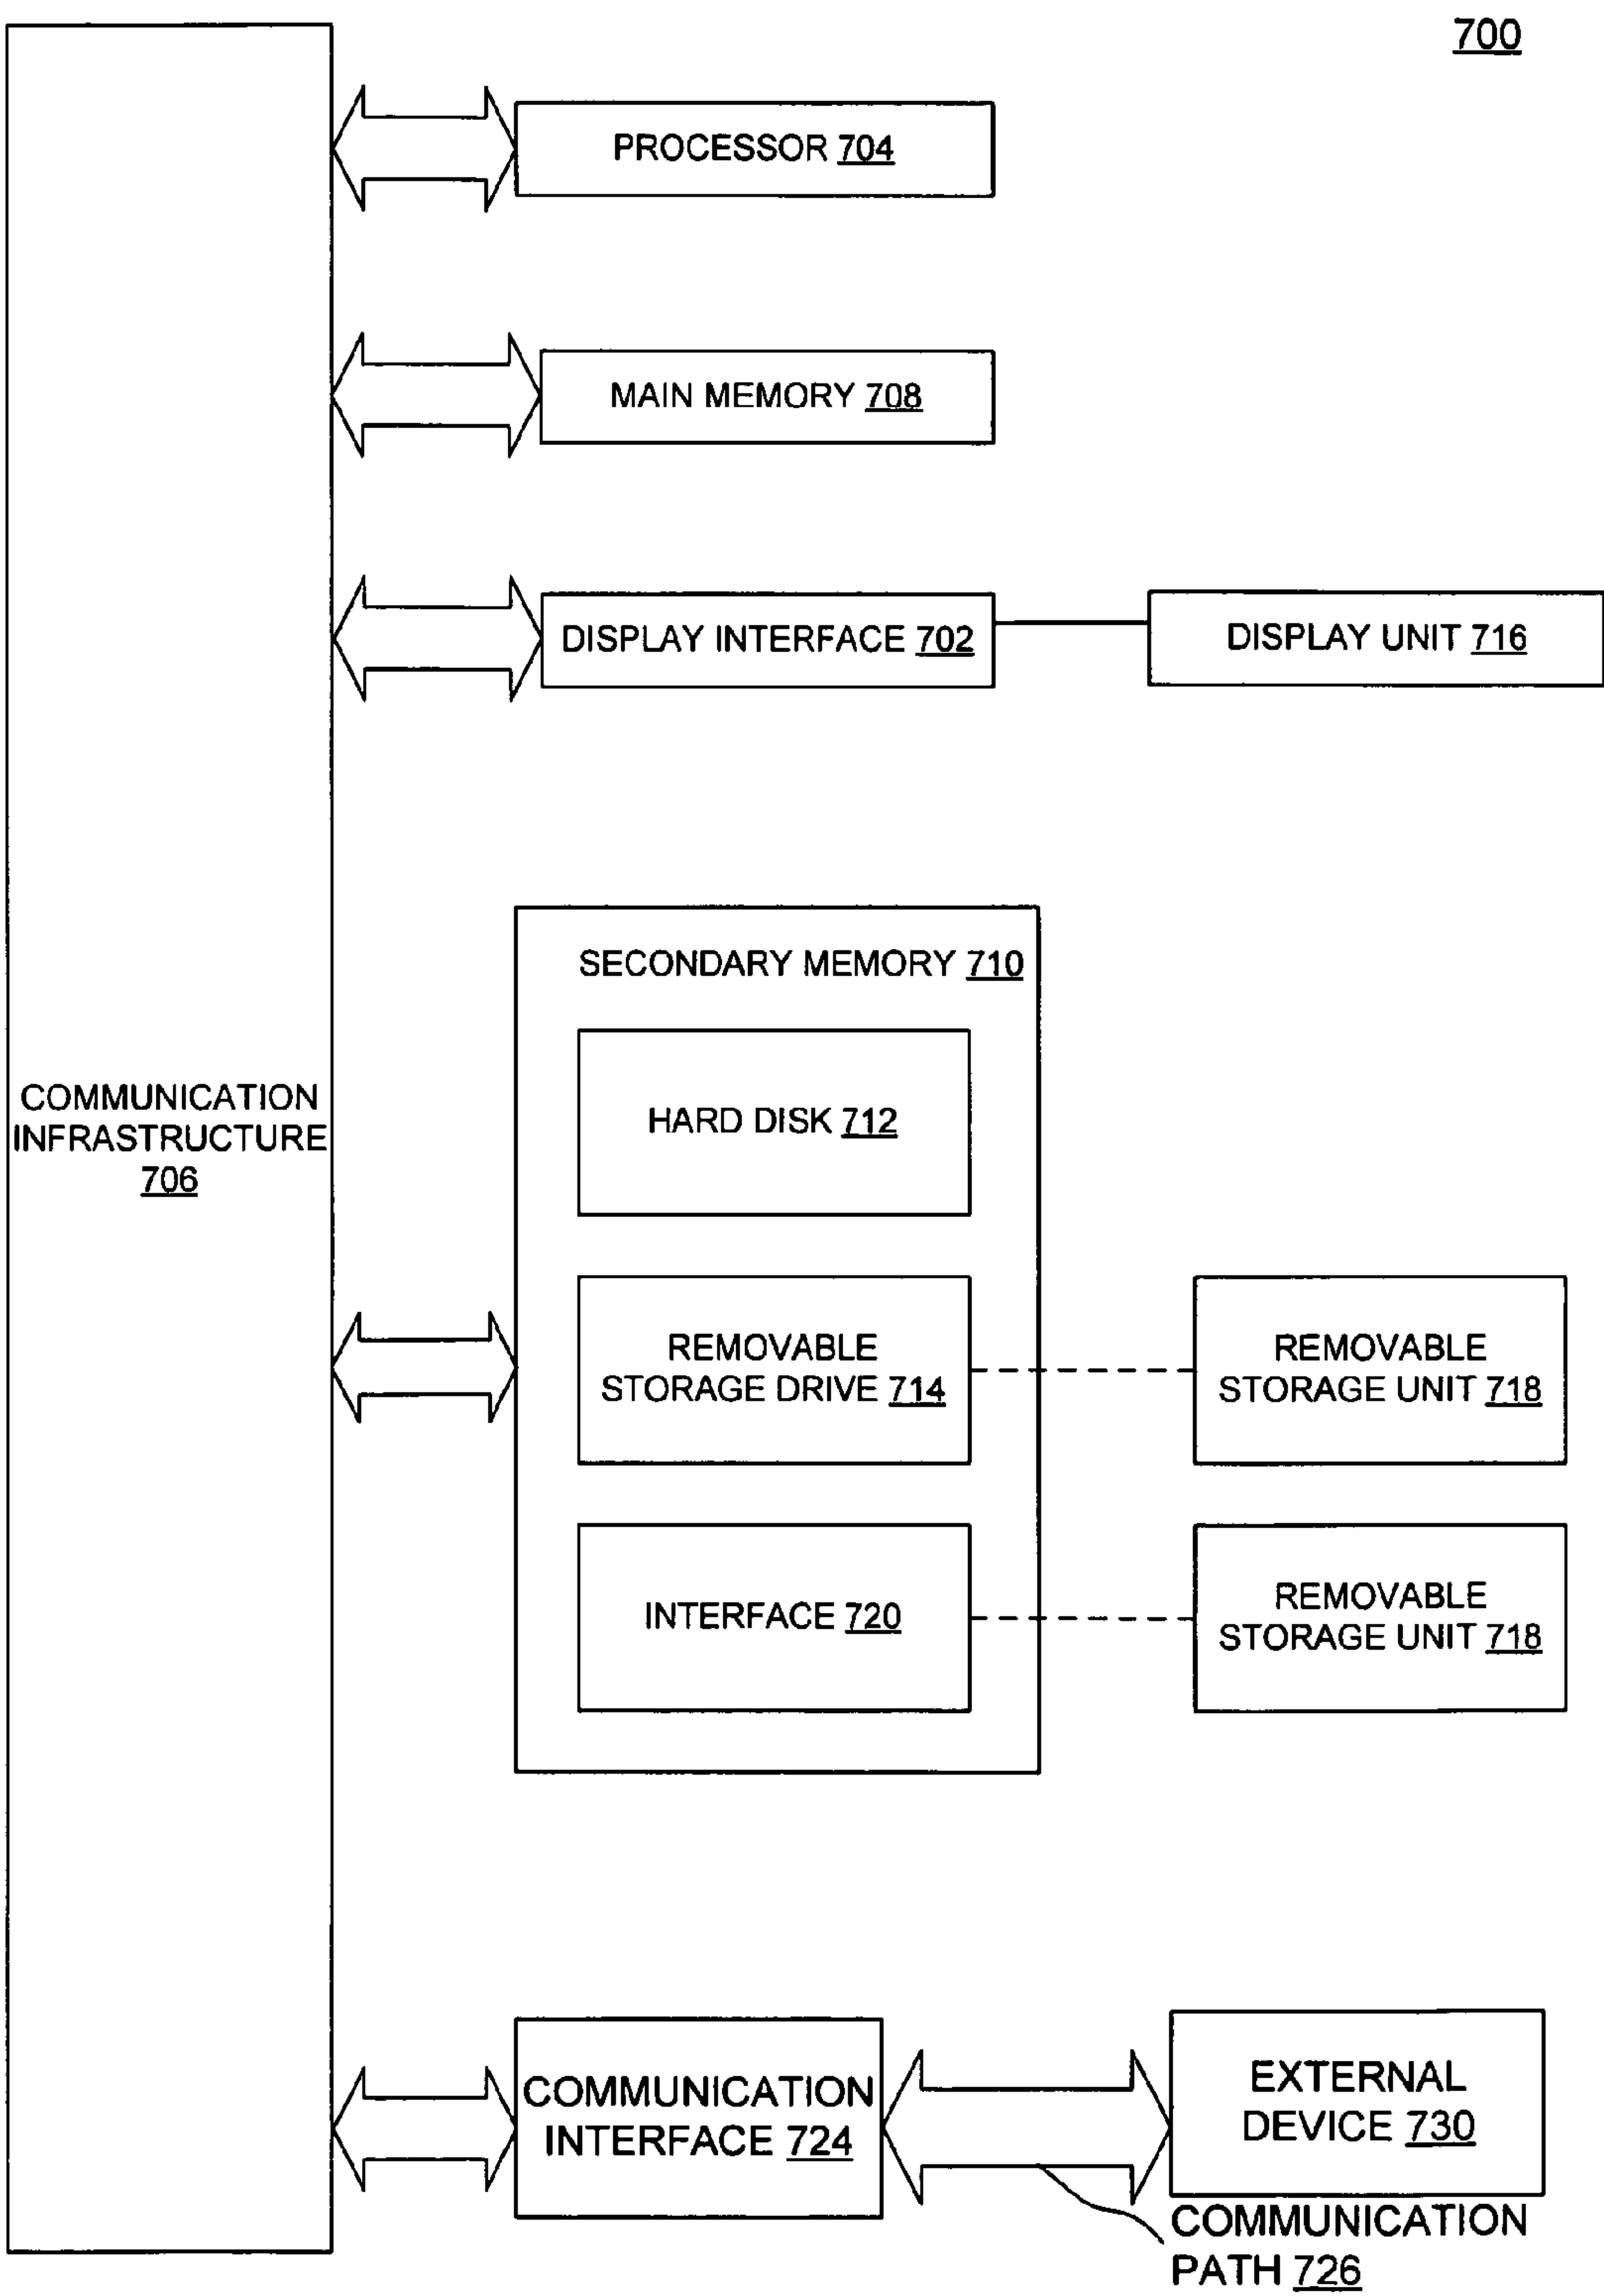 700
PROCESSOR 704
MAIN MEMORY 708
DISPLAY INTERFACE 702
DISPLAY UNIT 716
SECONDARY MEMORY 710
HARD DISK 712
COMMUNICATION
INFRASTRUCTURE
706
REMOVABLE
STORAGE DRIVE 714
REMOVABLE
STORAGE UNIT 718
INTERFACE 720
REMOVABLE
STORAGE UNIT 718
COMMUNICATION
INTERFACE 724
EXTERNAL
DEVICE 730
COMMUNICATION
PATH 726